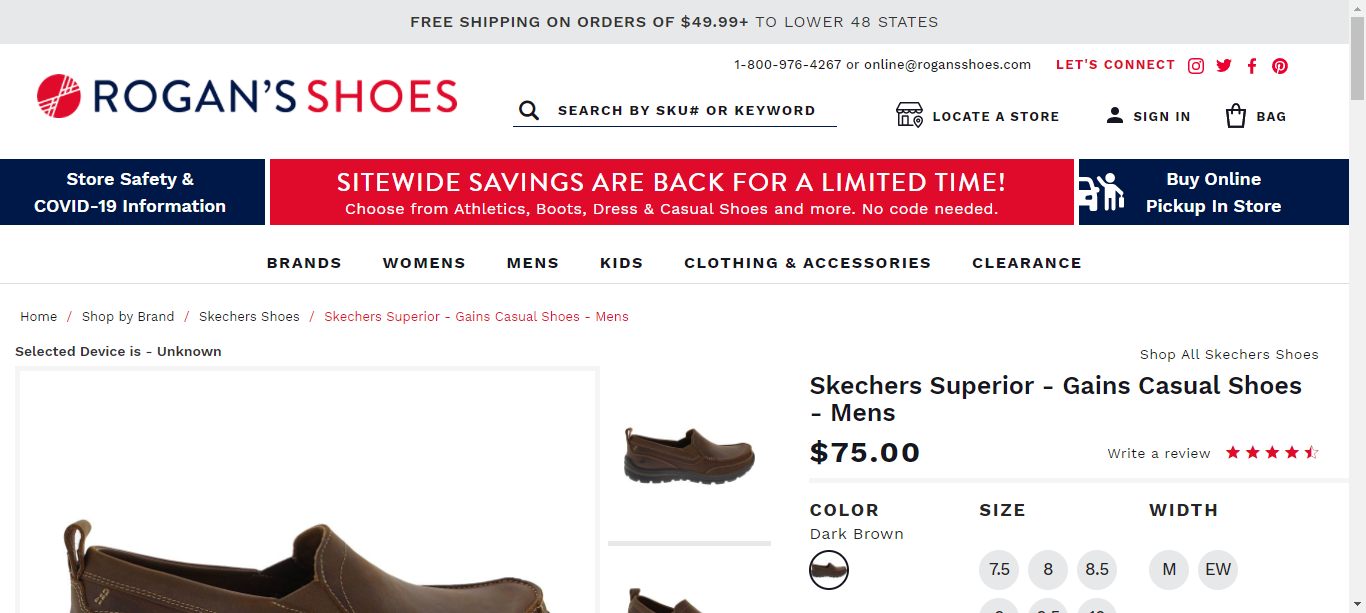 FREE SHIPPING ON ORDERS OF $49.99+ TO LOWER 48 STATES
1-800-976-4267 or online@rogansshoes.com LET'S CONNECT
ROGAN'S SHOES
SEARCH BY SKU# OR KEYWORD
LOCATE A STORE
SIGN IN
BAG
Store Safety &
COVID-19 Information
SITEWIDE SAVINGS ARE BACK FOR A LIMITED TIME!
Choose from Athletics, Boots, Dress & Casual Shoes and more. No code needed.
Buy Online
Pickup In Store
BRANDS WOMENS MENS KIDS CLOTHING & ACCESSORIES CLEARANCE
Home / Shop by Brand / Skechers Shoes / Skechers Superior - Gains Casual Shoes - Mens
Selected Device is - Unknown
Shop All Skechers Shoes
Skechers Superior - Gains Casual Shoes
- Mens
$75.00
Write a review
COLOR
Dark Brown
SIZE
7.5 8 8.5
WIDTH
M EW